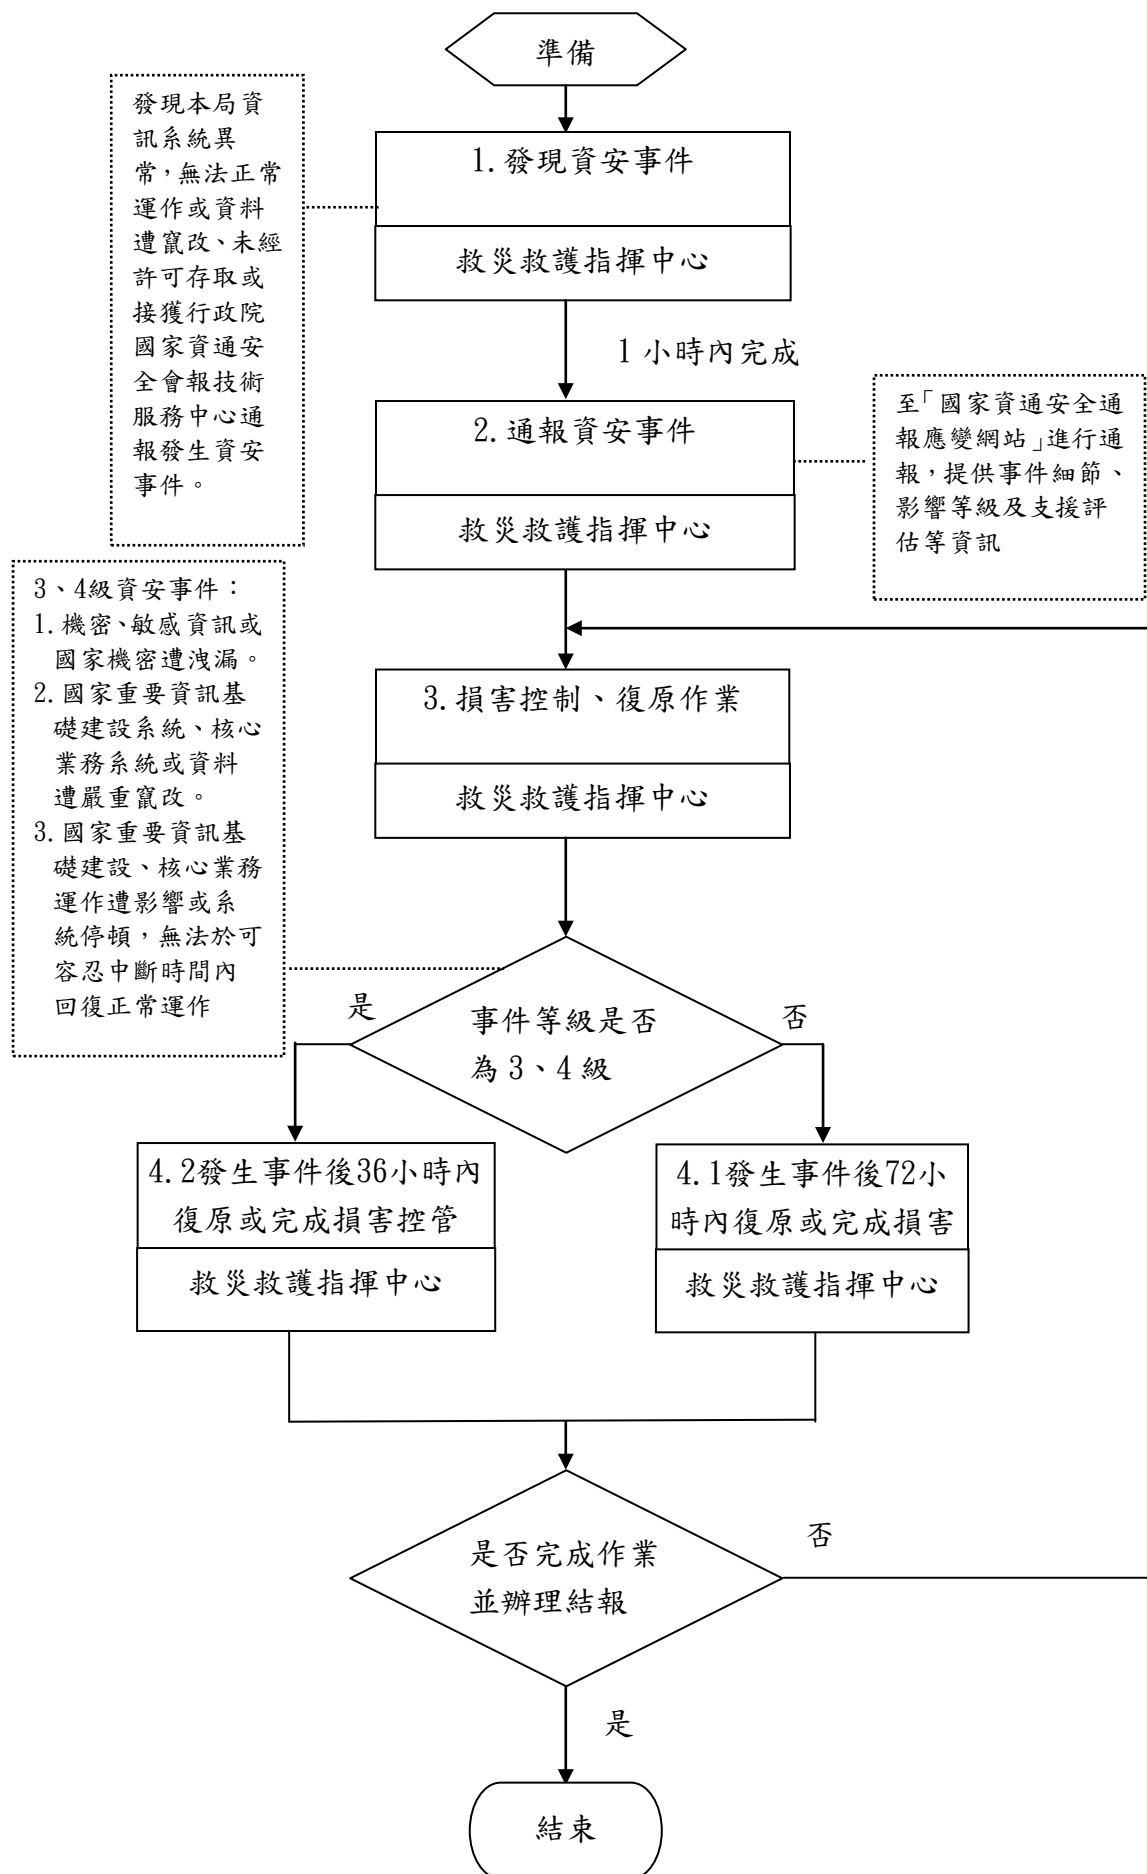 準備
發現本局資
訊系統異
常，無法正常
運作或資料
遭竄改、未經
許可存取或
接獲行政院
國家資通安
全會報技術
服務中心通
報發生資安
事件。
1.發現資安事件
救災救護指揮中心
1 小時內完成
2.通報資安事件
救災救護指揮中心
至「國家資通安全通
報應變網站」進行通
報，提供事件細節、
影響等級及支援評
估等資訊
3、4級資安事件：
1.機密、敏感資訊或
國家機密遭洩漏。
2.國家重要資訊基
礎建設系統、核心
業務系統或資料
遭嚴重竄改。
3.國家重要資訊基
礎建設、核心業務
運作遭影響或系
統停頓，無法於可
容忍中斷時間內
回復正常運作
3.損害控制、復原作業
救災救護指揮中心
是
事件等級是否
為 3、4 級
否
4.2發生事件後36小時內
復原或完成損害控管
救災救護指揮中心
4.1發生事件後72小
時內復原或完成損害
救災救護指揮中心
是否完成作業
並辦理結報
否
是
結束